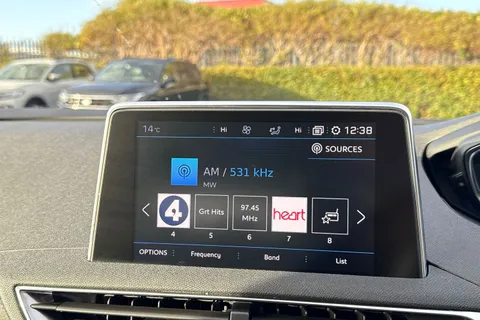 14°C Hi Hi 12:38
SOURCES
AM / 531 kHz
MW
4 Grt Hits 97.45 MHz heart
4 5 6 7 8
OPTIONS Frequency Band List